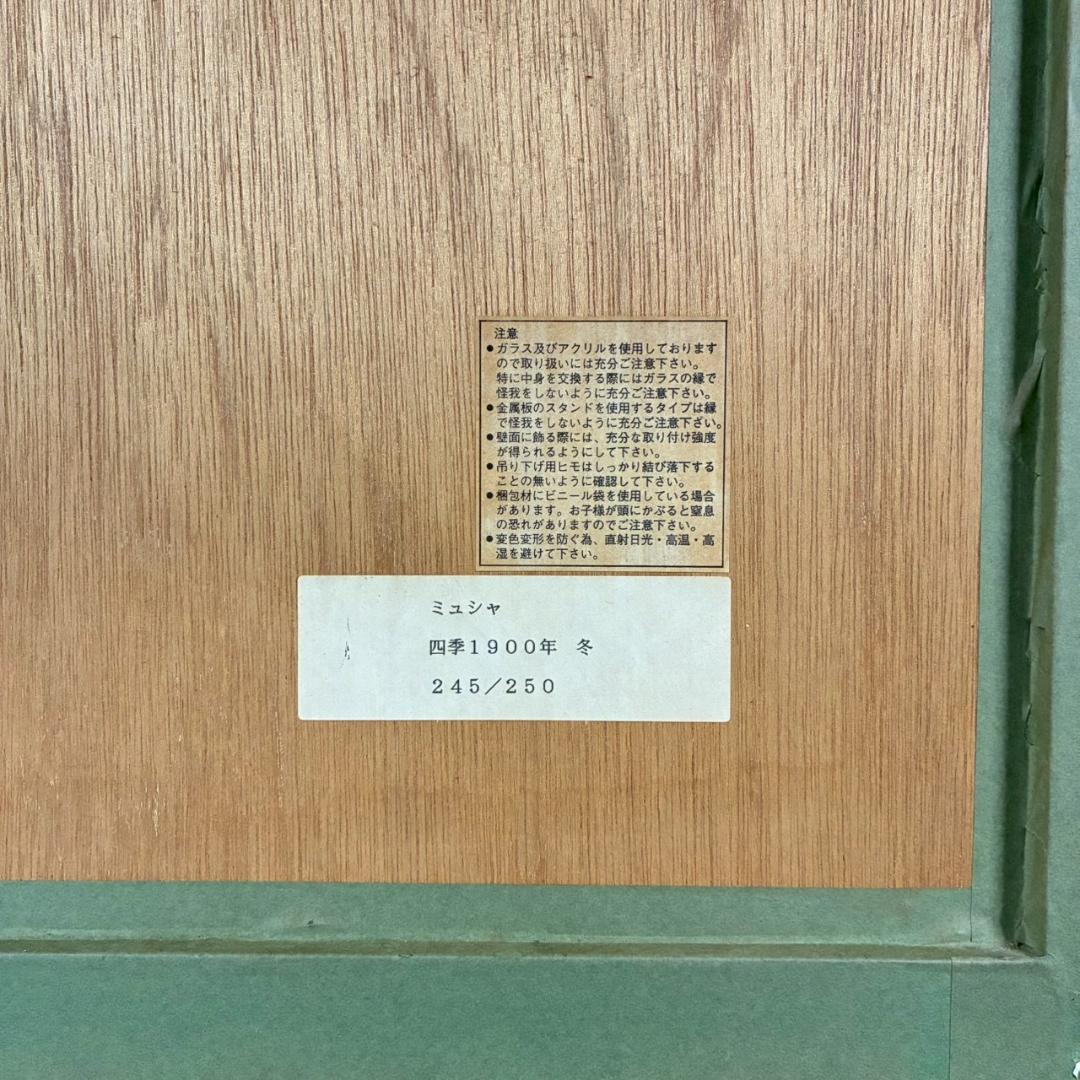 注意
●ガラス及びアクリルを使用しております
ので取り扱いには充分ご注意下さい。
特に中身を交換する際にはガラスの縁で
怪我をしないように充分ご注意下さい。
●金属板のスタンドを使用するタイプは縁
で怪我をしないように充分ご注意下さい。
●壁面に飾る際には、充分な取り付け強度
が得られるようにして下さい。
●吊り下げ用ヒモはしっかり結び落下する
ことの無いように確認して下さい。
●梱包材にビニール袋を使用している場合
があります。お子様が頭にかぶると窒息
の恐れがありますのでご注意下さい。
●変色変形を防ぐ為、直射日光・高温・高
湿を避けて下さい。
ミュシャ
四季1900年 冬
245/250